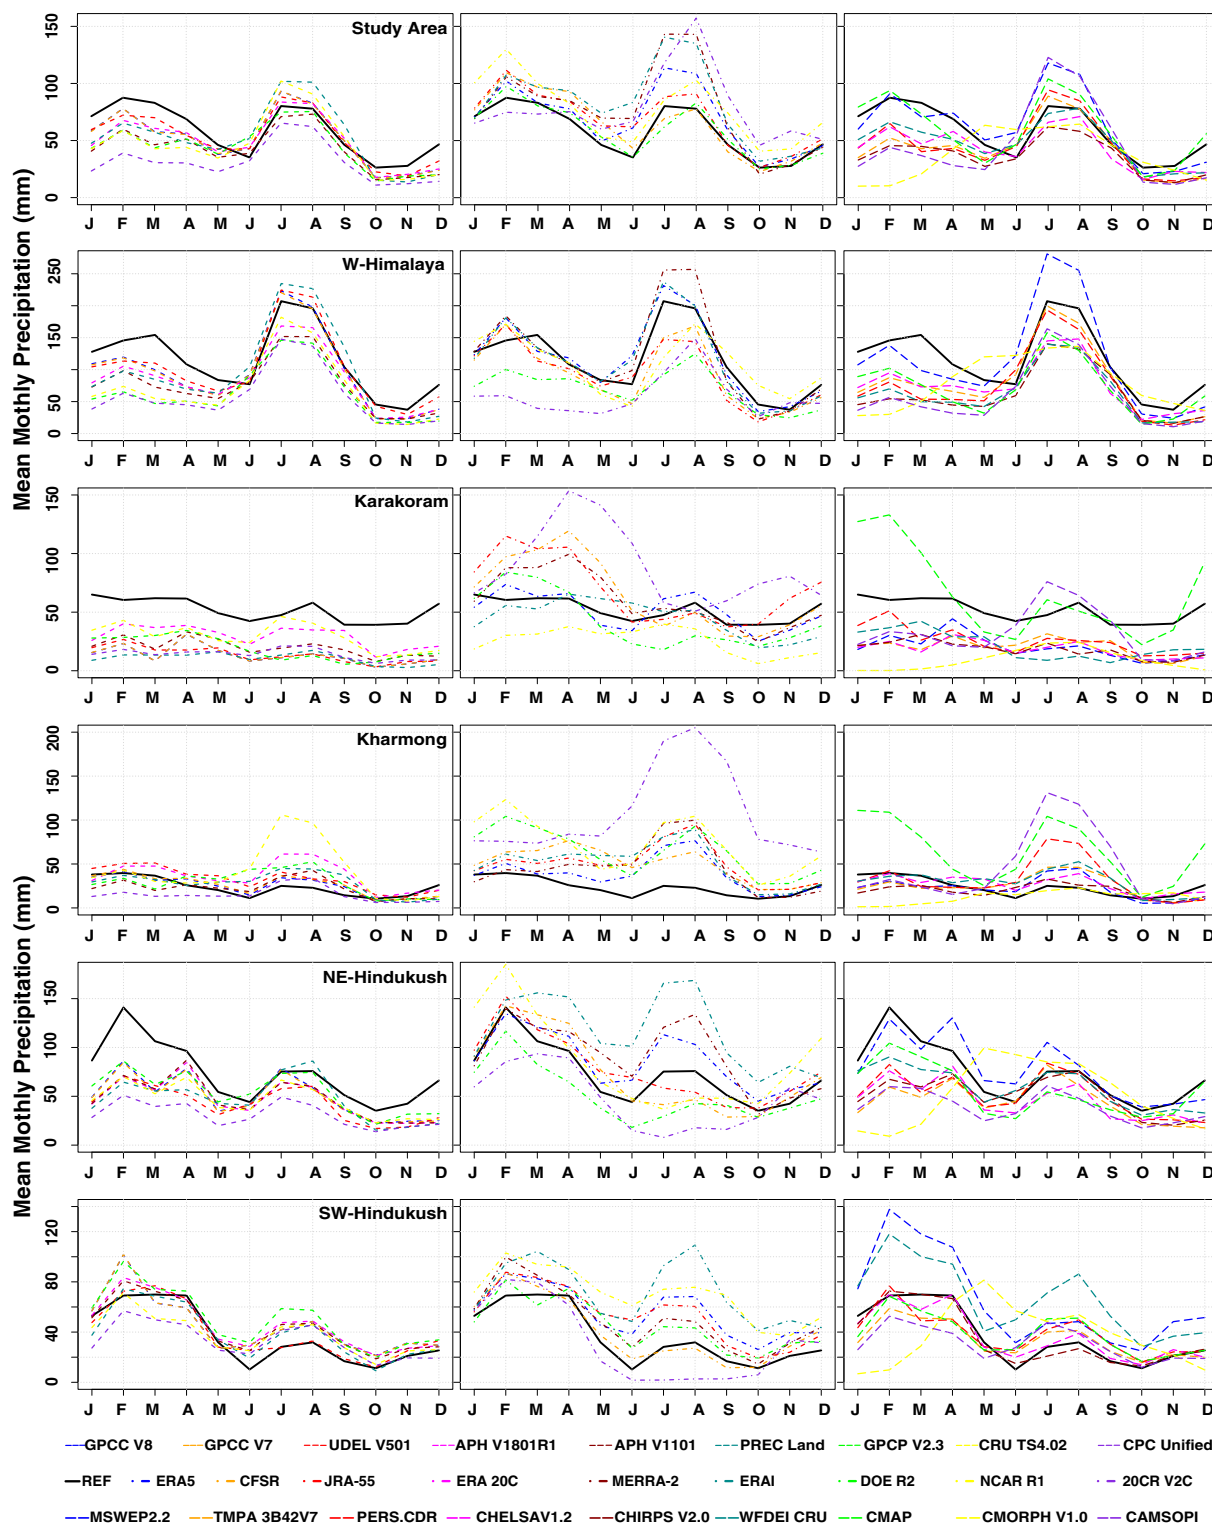 Mean Mothly Precipitation (mm)
Mean Mothly Precipitation (mm)
Study Area
0 50 100 150
J F M A M J J A S O N D
J F M A M J J A S O N D
J F M A M J J A S O N D
W-Himalaya
0 50 100 150 250
J F M A M J J A S O N D
J F M A M J J A S O N D
J F M A M J J A S O N D
Karakoram
0 50 100 150
J F M A M J J A S O N D
J F M A M J J A S O N D
J F M A M J J A S O N D
Kharmong
0 50 100 150 200
J F M A M J J A S O N D
J F M A M J J A S O N D
J F M A M J J A S O N D
NE-Hindukush
0 50 100 150
J F M A M J J A S O N D
J F M A M J J A S O N D
J F M A M J J A S O N D
SW-Hindukush
0 40 80 120
J F M A M J J A S O N D
J F M A M J J A S O N D
J F M A M J J A S O N D
GPCC V8 GPCC V7 UDEL V501 APH V1801R1 APH V1101 PREC Land GPCP V2.3 CRU TS4.02 CPC Unified
REF ERA5 CFSR JRA-55 ERA 20C MERRA-2 ERAI DOE R2 NCAR R1 20CR V2C
MSWEP2.2 TMPA 3B42V7 PERS.CDR CHELSAV1.2 CHIRPS V2.0 WFDEI CRU CMAP CMORPH V1.0 CAMSOPI